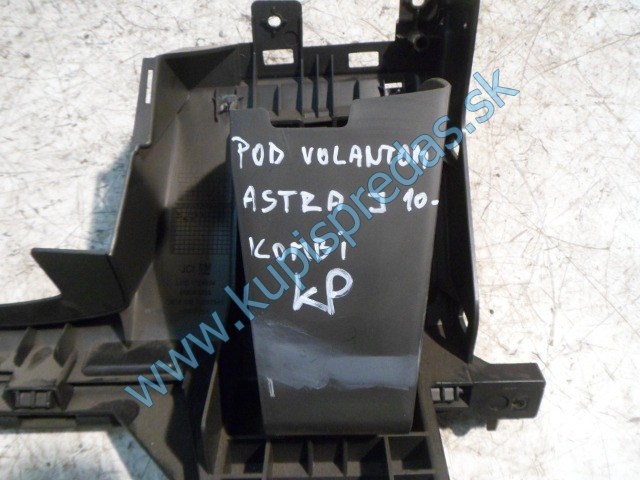 POD VOLANTOM
ASTRA J 10-
KOMBI
KP
www.kupispredas.sk